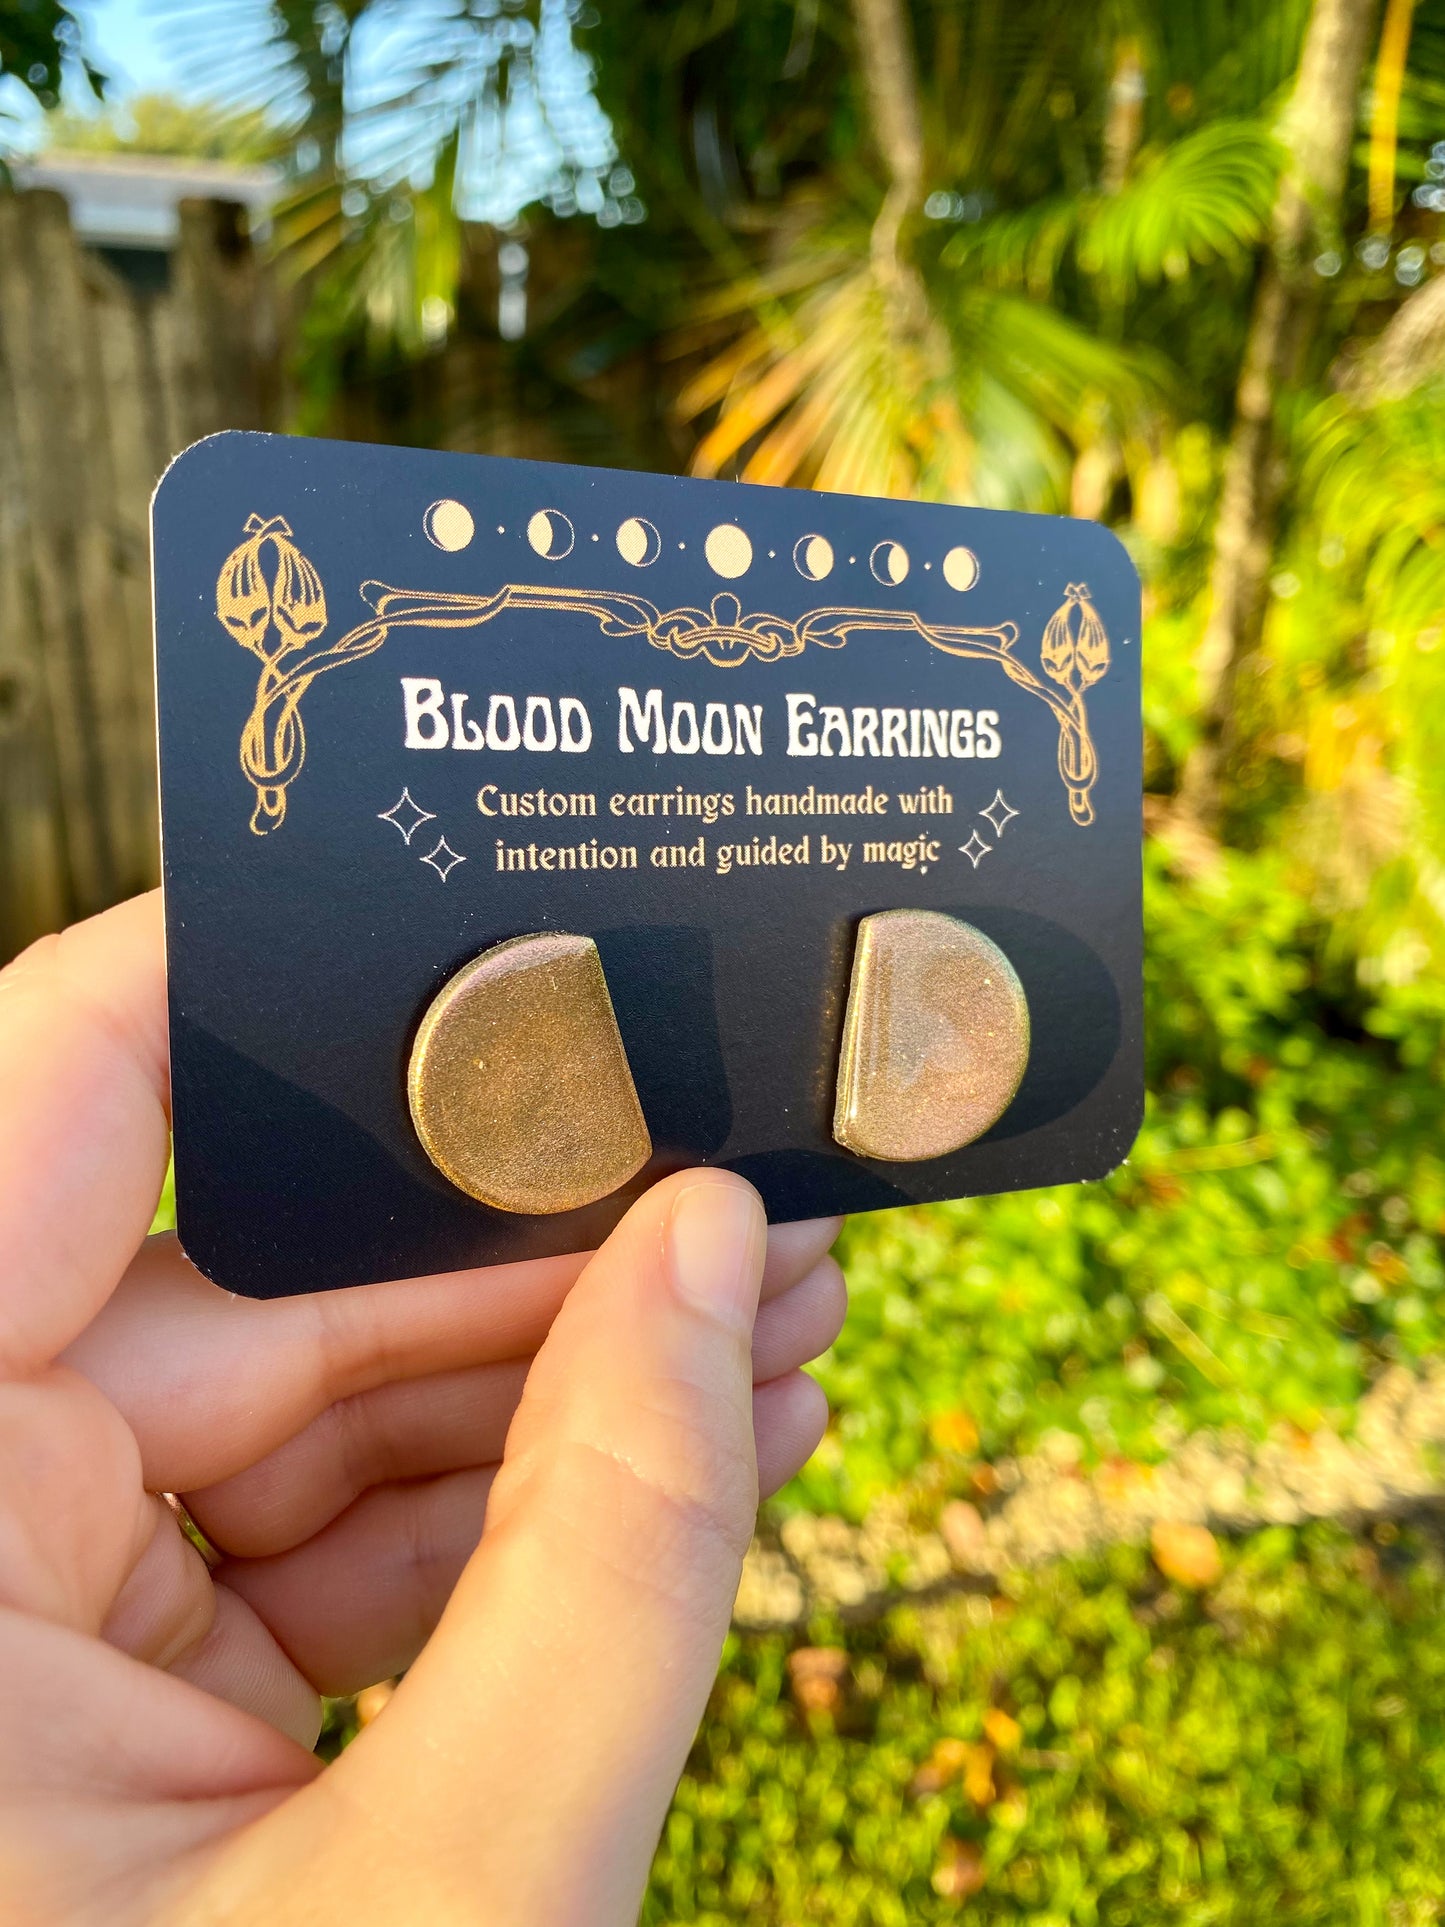 Blood Moon Earrings
Custom earrings handmade with
intention and guided by magic